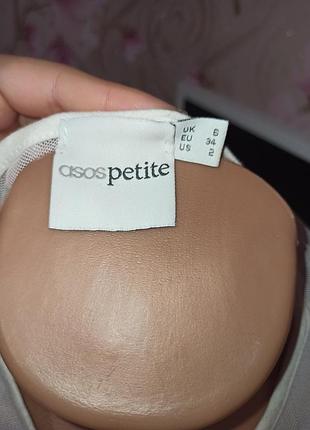 asos petite
UK 6
EU 34
US 2